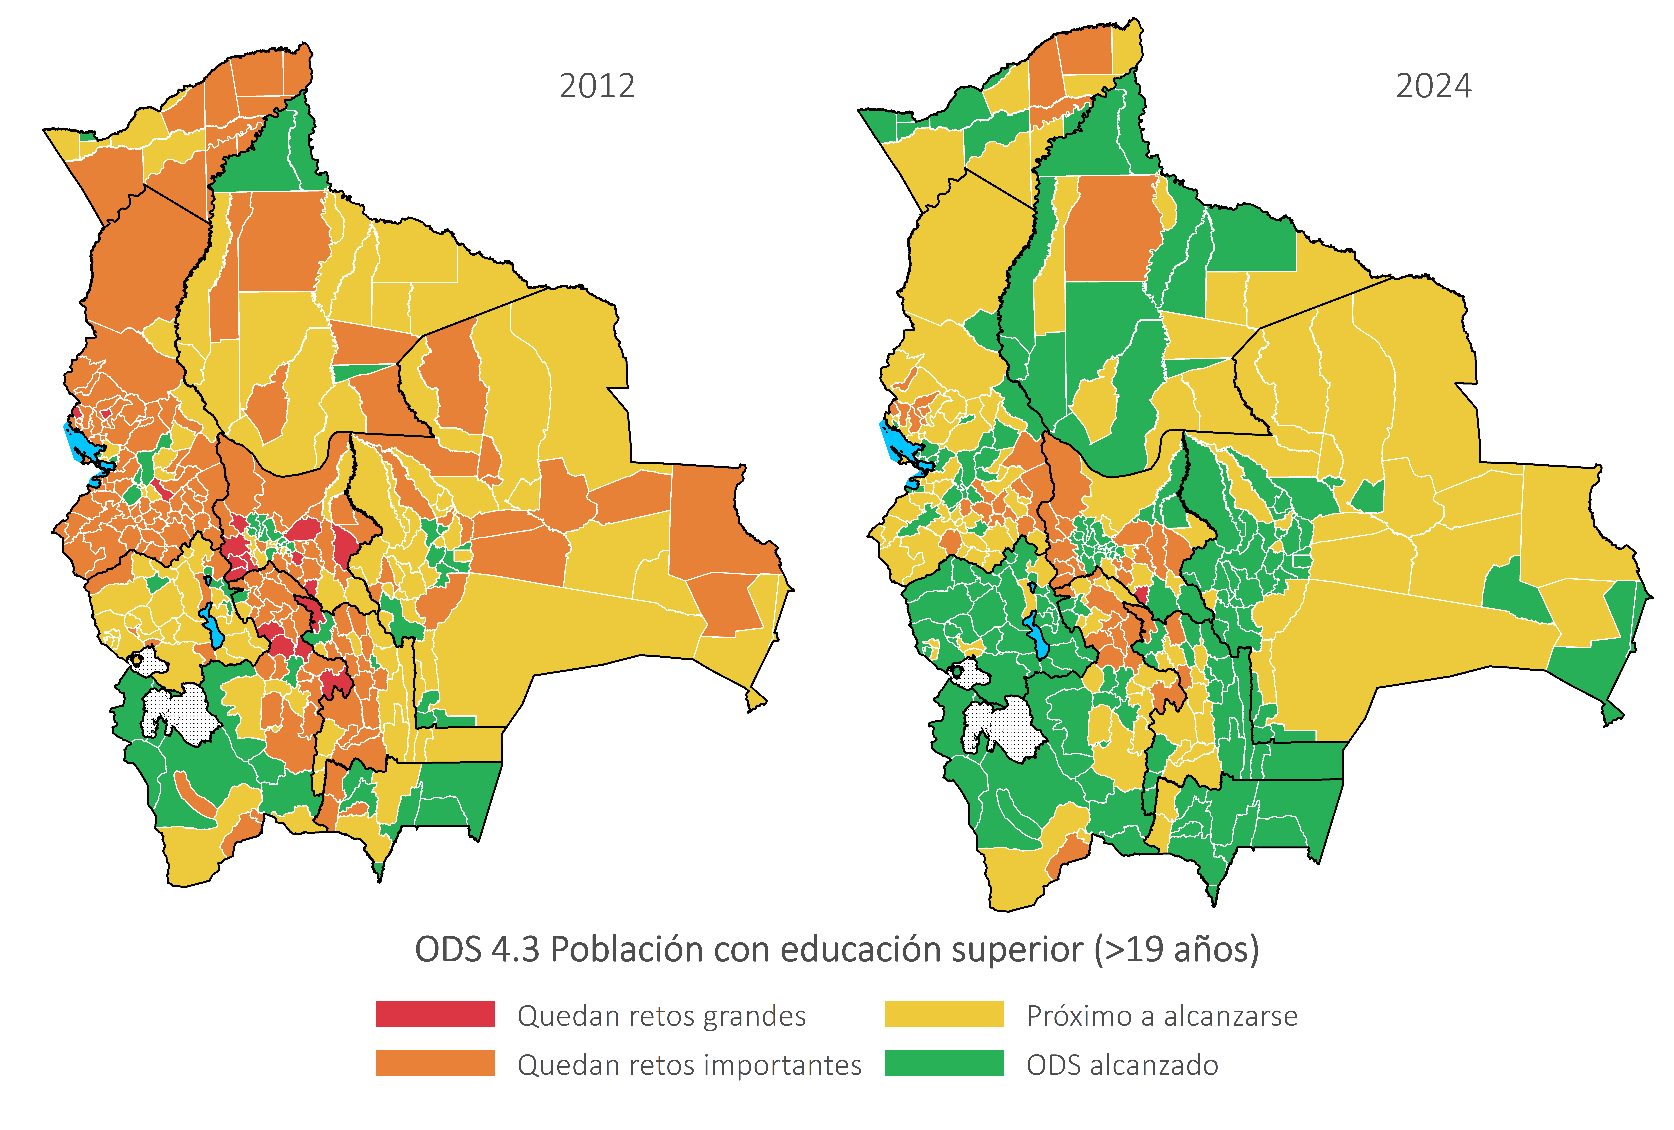 2012
2024
ODS 4.3 Población con educación superior (>19 años)
Quedan retos grandes
Próximo a alcanzarse
Quedan retos importantes
ODS alcanzado